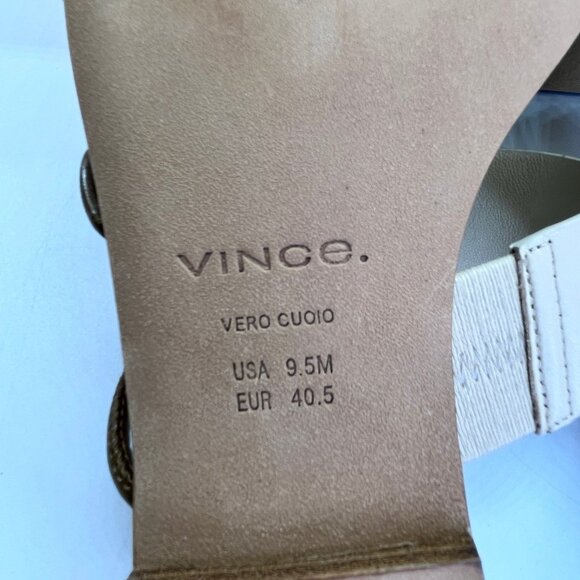 VINCe.
VERO CUOIO
USA 9.5M
EUR 40.5